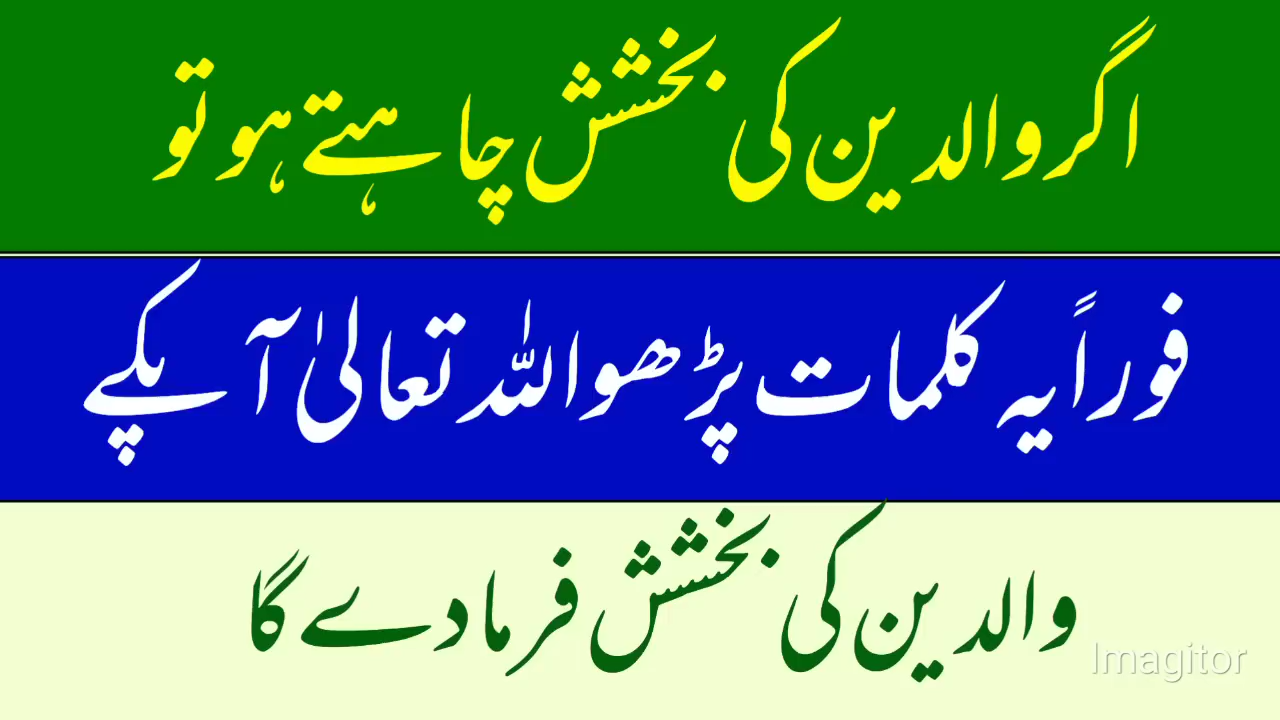 اگر والدین کی بخشش چاہتے ہو تو
فوراً یہ کلمات پڑھو اللہ تعالیٰ آپکے
والدین کی بخشش فرما دے گا
Imagitor